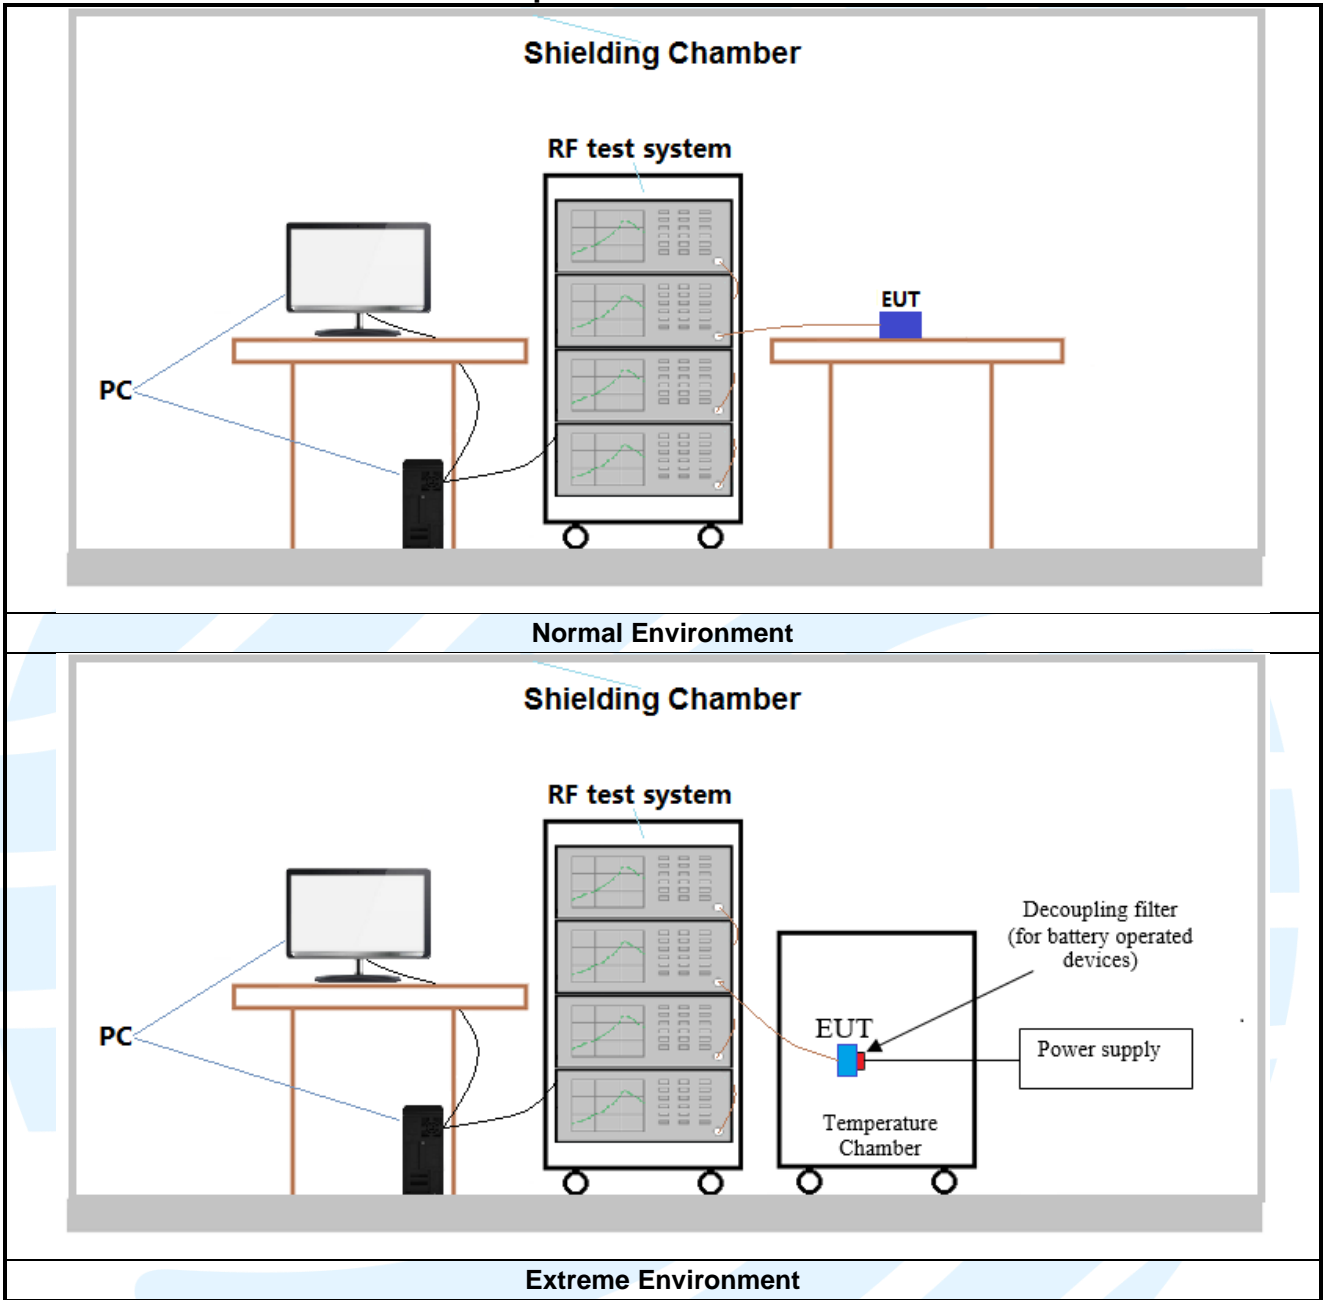 Shielding Chamber
RF test system
EUT
PC
Normal Environment
Shielding Chamber
RF test system
Decoupling filter
(for battery operated
devices)
EUT
Power supply
PC
Temperature
Chamber
Extreme Environment